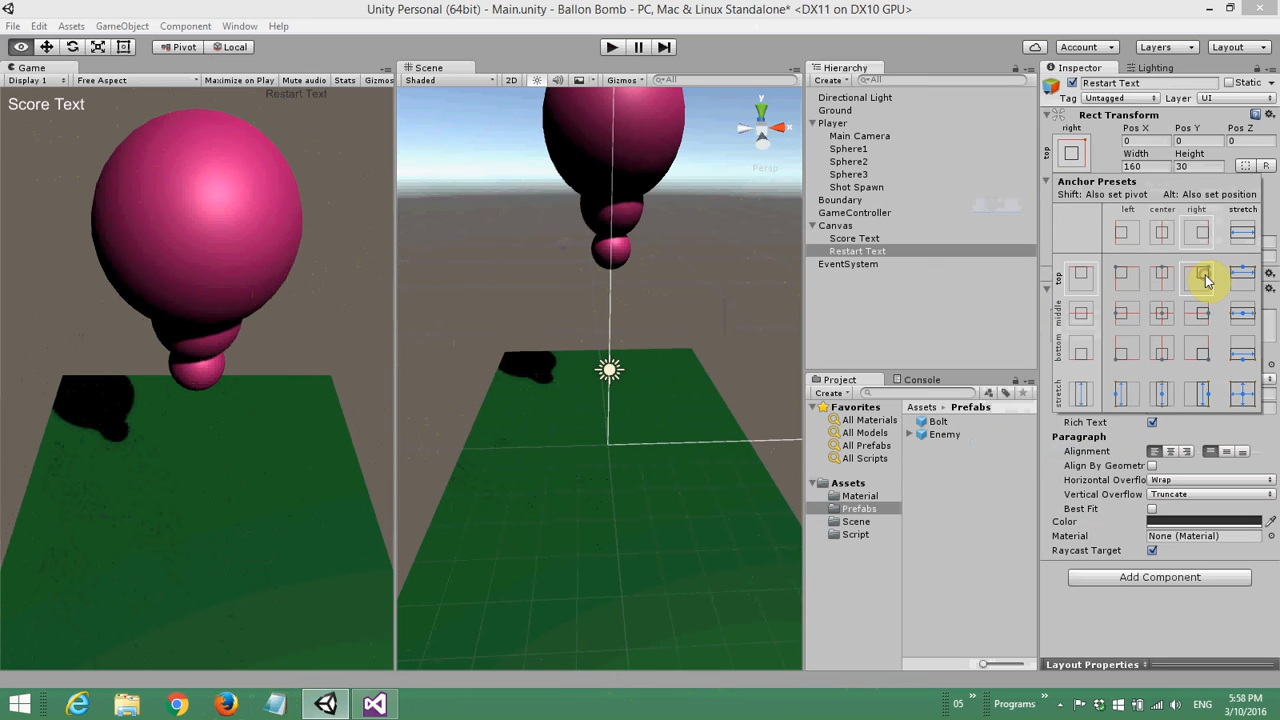 Unity Personal (64bit) - Main.unity - Ballon Bomb - PC, Mac & Linux Standalone* <DX11 on DX10 GPU>
File Edit Assets GameObject Component Window Help
Pivot Local Account Layers Layout
Game
Display 1 Free Aspect Maximize on Play Mute audio Stats Gizmos
Score Text
Restart Text
Scene
Shaded 2D Gizmos All
y
x
Persp
Hierarchy
Create All
Directional Light
Ground
Player
Main Camera
Sphere1
Sphere2
Sphere3
Shot Spawn
Boundary
GameController
Canvas
Score Text
Restart Text
EventSystem
Project Console
Create
Favorites
All Materials
All Models
All Prefabs
All Scripts
Assets
Material
Prefabs
Scene
Script
Assets Prefabs
Bolt
Enemy
Inspector Lighting
Restart Text Static
Tag Untagged Layer UI
Rect Transform
right Pos X Pos Y Pos Z
top 0 0 0
Width Height
160 30 R
Anchor Presets
Shift: Also set pivot Alt: Also set position
left center right stretch
top
middle
bottom
stretch
Rich Text
Paragraph
Alignment
Align By Geometr
Horizontal Overflo Wrap
Vertical Overflow Truncate
Best Fit
Color
Material None (Material)
Raycast Target
Add Component
Layout Properties
05 Programs ENG 5:58 PM
3/10/2016